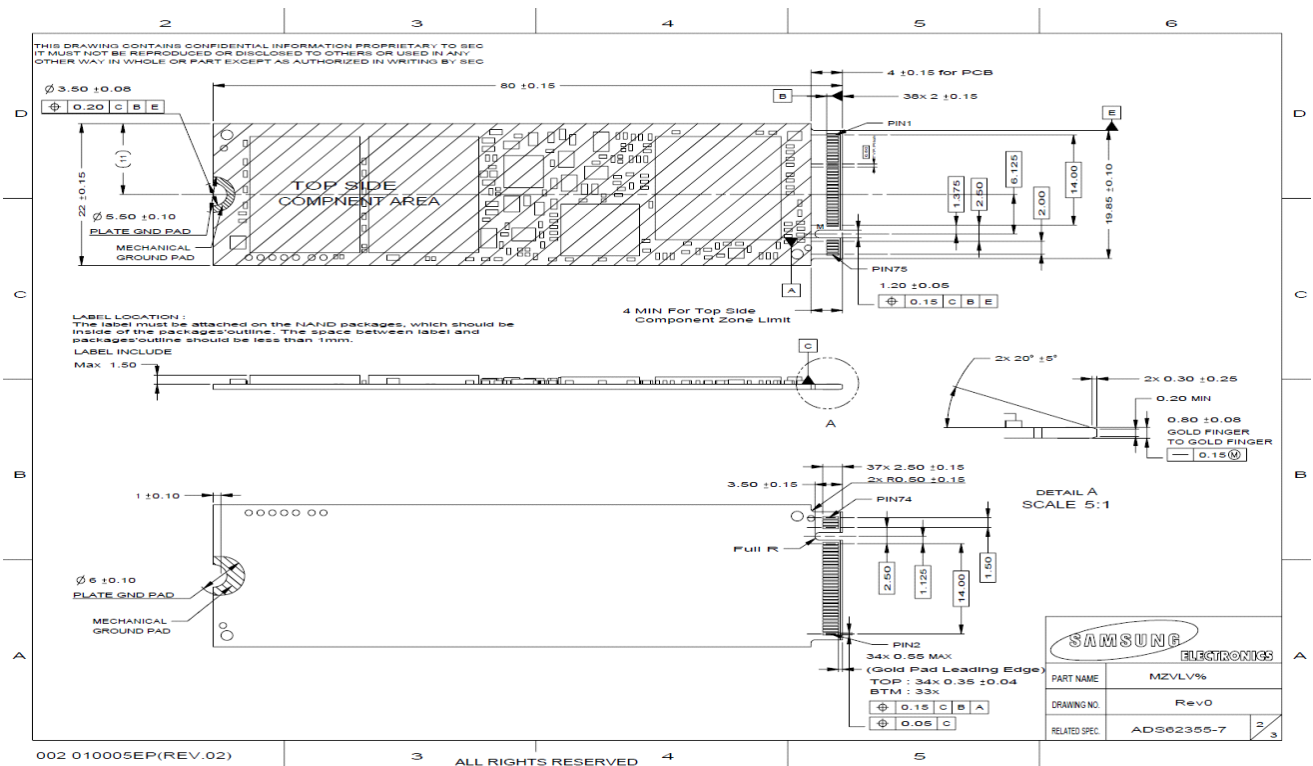 2 3 4 5 6
THIS DRAWING CONTAINS CONFIDENTIAL INFORMATION PROPRIETARY TO SEC
IT MUST NOT BE REPRODUCED OR DISCLOSED TO OTHERS OR USED IN ANY
OTHER WAY IN WHOLE OR PART EXCEPT AS AUTHORIZED IN WRITING BY SEC
4 ±0.15 for PCB
80 ±0.15
Ø 3.50 ±0.08
⌖ 0.20 C B E
B
38x 2 ±0.15
D
D
E
PIN1
(11)
22 ±0.15
TOP SIDE
COMPNENT AREA
1.375
2.50
6.125
14.00
2.00
19.85 ±0.10
Ø 5.50 ±0.10
PLATE GND PAD
MECHANICAL
GROUND PAD
M
PIN75
A
1.20 ±0.05
⌖ 0.15 C B E
C
C
4 MIN For Top Side
Component Zone Limit
LABEL LOCATION :
The label must be attached on the NAND packages, which should be
inside of the packages'outline. The space between label and
packages'outline should be less than 1mm.
LABEL INCLUDE
Max 1.50
C
A
2x 20° ±5°
2x 0.30 ±0.25
0.20 MIN
0.80 ±0.08
GOLD FINGER
TO GOLD FINGER
— 0.15Ⓜ
DETAIL A
SCALE 5:1
B
B
37x 2.50 ±0.15
3.50 ±0.15
2x R0.50 ±0.15
1 ±0.10
PIN74
Full R
2.50
1.125
14.00
1.50
Ø 6 ±0.10
PLATE GND PAD
MECHANICAL
GROUND PAD
PIN2
34x 0.55 MAX
(Gold Pad Leading Edge)
TOP : 34x 0.35 ±0.04
BTM : 33x
⌖ 0.15 C B A
⌖ 0.05 C
A
A
SAMSUNG
ELECTRONICS
PART NAME MZVLV%
DRAWING NO. Rev0
RELATED SPEC. ADS62355-7 2/3
002 010005EP(REV.02)
3 ALL RIGHTS RESERVED 4 5